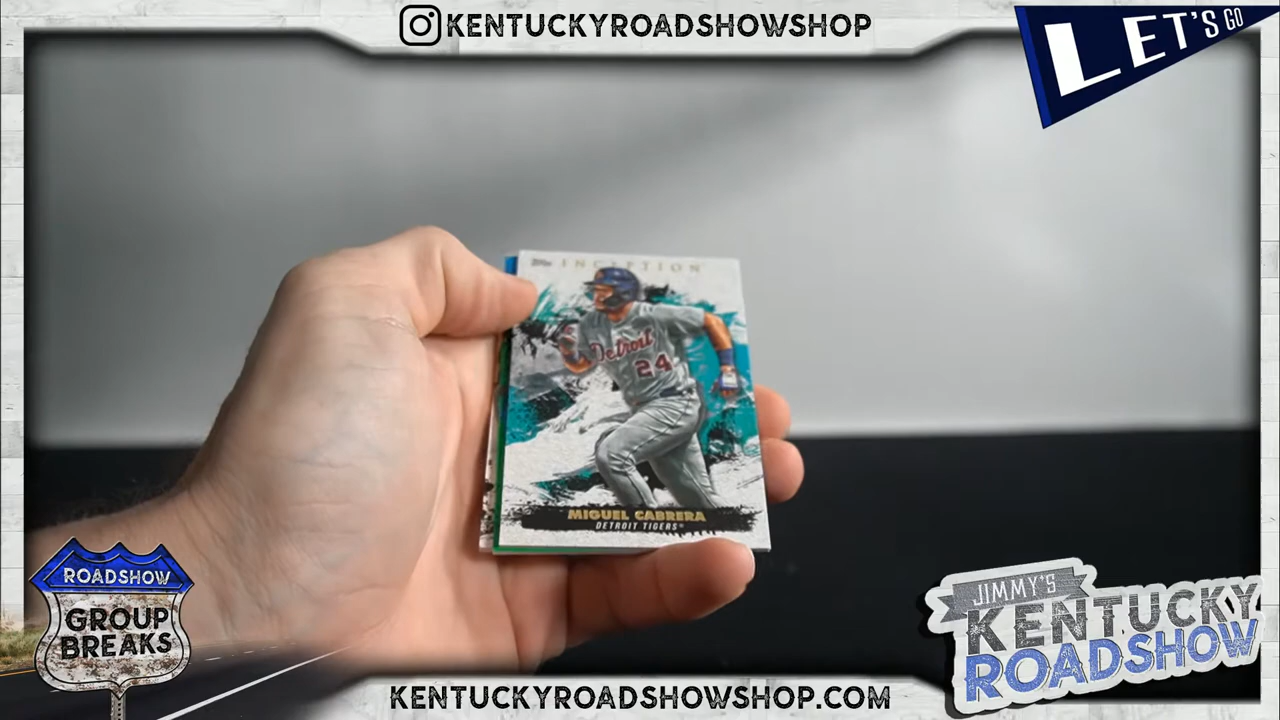 KENTUCKYROADSHOWSHOP
LET'S GO
Topps
INCEPTION
Detroit
24
MIGUEL CABRERA
DETROIT TIGERS
ROADSHOW
GROUP
BREAKS
JIMMY'S
KENTUCKY
ROADSHOW
KENTUCKYROADSHOWSHOP.COM